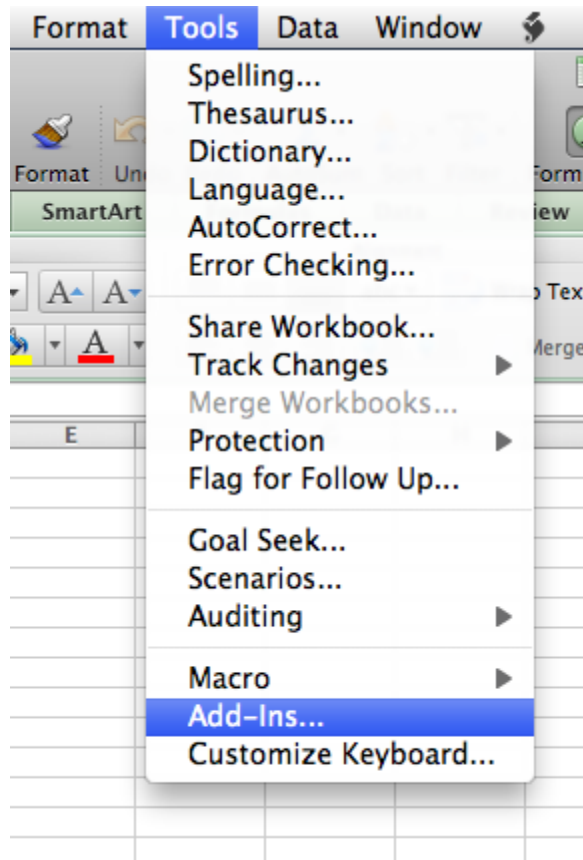 Format Tools Data Window
Spelling...
Thesaurus...
Dictionary...
Format
Language...
SmartArt
AutoCorrect...
Error Checking...
A A
Share Workbook...
A
Track Changes
Merge Workbooks...
E
Protection
Flag for Follow Up...
Goal Seek...
Scenarios...
Auditing
Macro
Add-Ins...
Customize Keyboard...